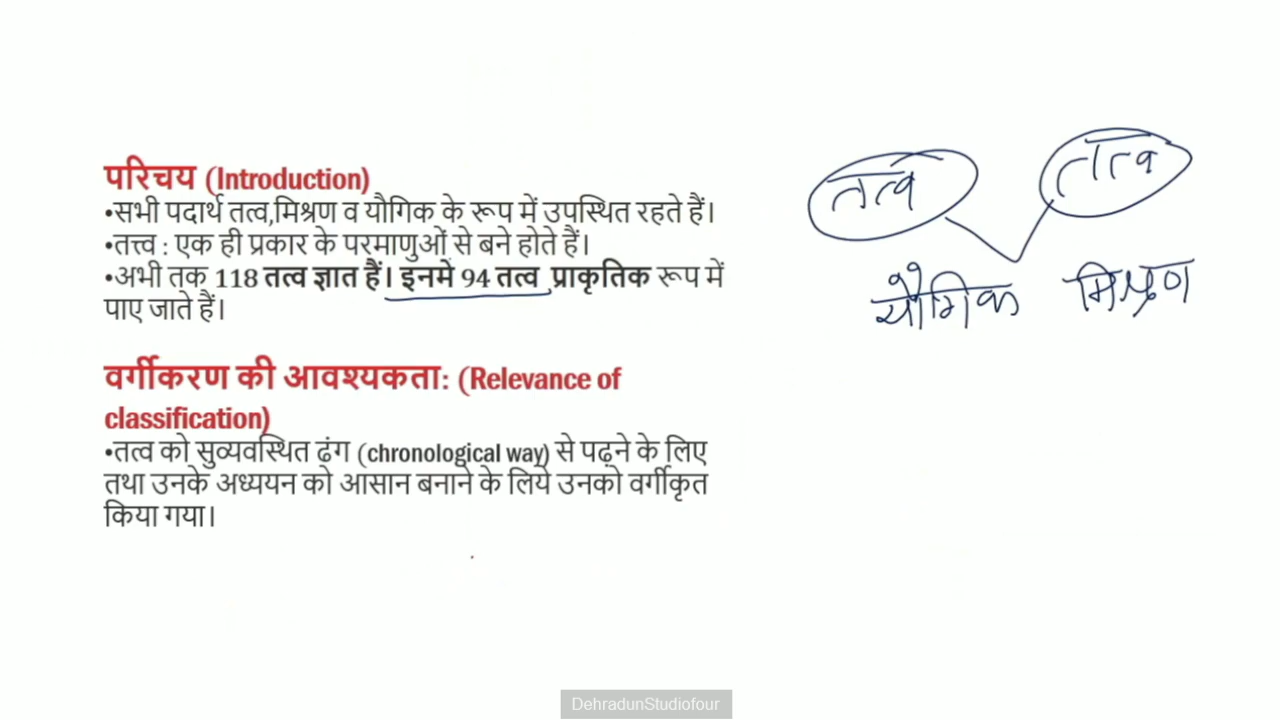 परिचय (Introduction)
•सभी पदार्थ तत्व,मिश्रण व यौगिक के रूप में उपस्थित रहते हैं।
•तत्त्व : एक ही प्रकार के परमाणुओं से बने होते हैं।
•अभी तक 118 तत्व ज्ञात हैं। इनमे 94 तत्व प्राकृतिक रूप में
पाए जाते हैं।
वर्गीकरण की आवश्यकता: (Relevance of
classification)
•तत्व को सुव्यवस्थित ढंग (chronological way) से पढ़ने के लिए
तथा उनके अध्ययन को आसान बनाने के लिये उनको वर्गीकृत
किया गया।
तत्व तत्व
यौगिक मिश्रण
DehradunStudiofour